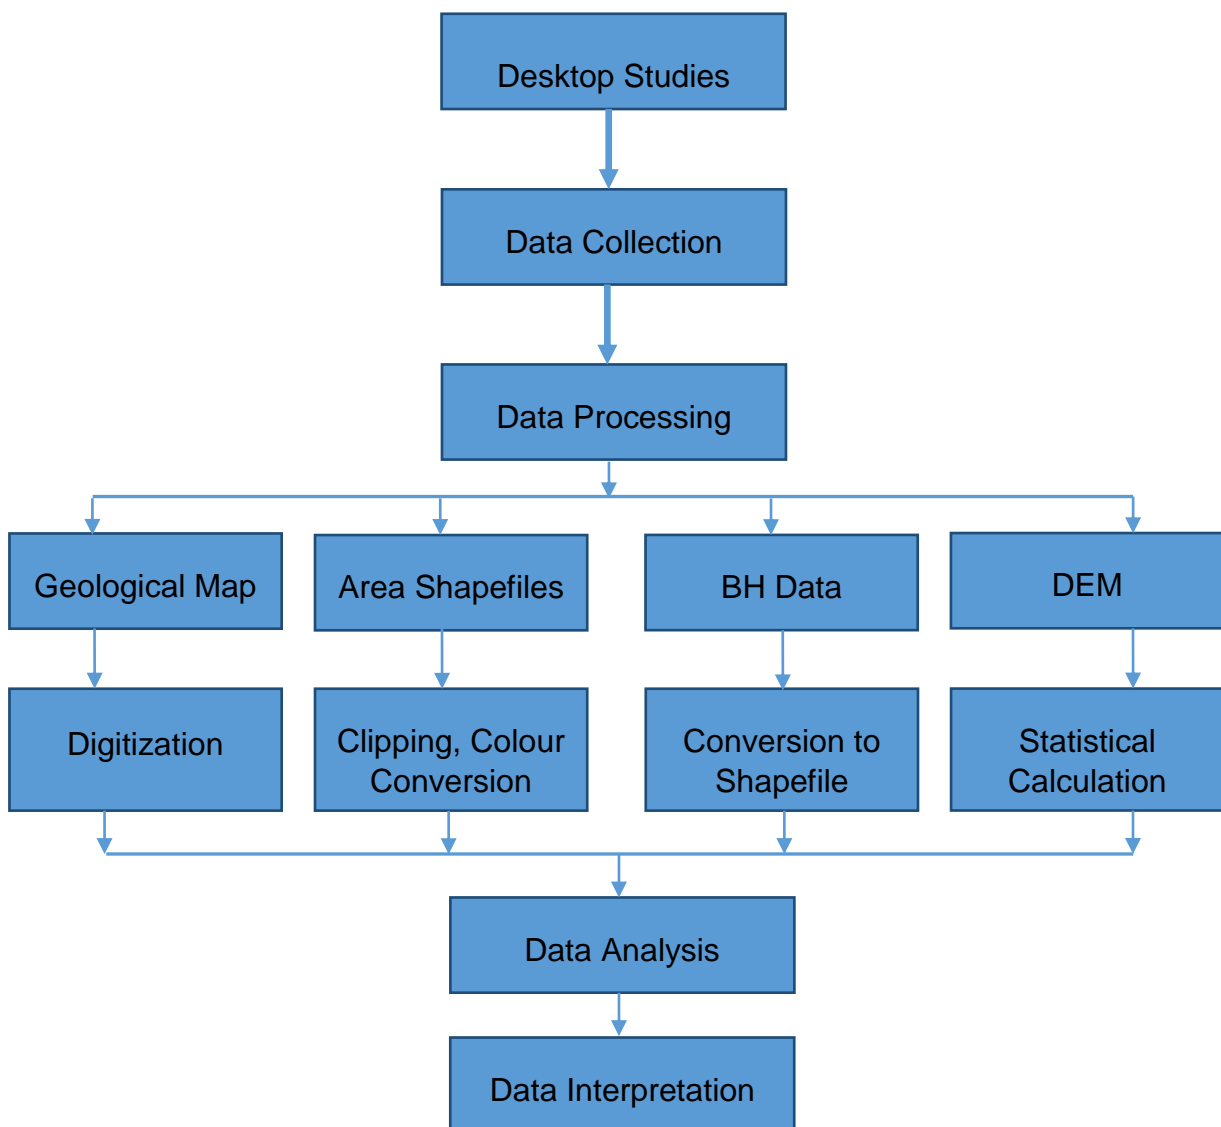 Desktop Studies
Data Collection
Data Processing
Geological Map
Area Shapefiles
BH Data
DEM
Digitization
Clipping, Colour
Conversion
Conversion to
Shapefile
Statistical
Calculation
Data Analysis
Data Interpretation